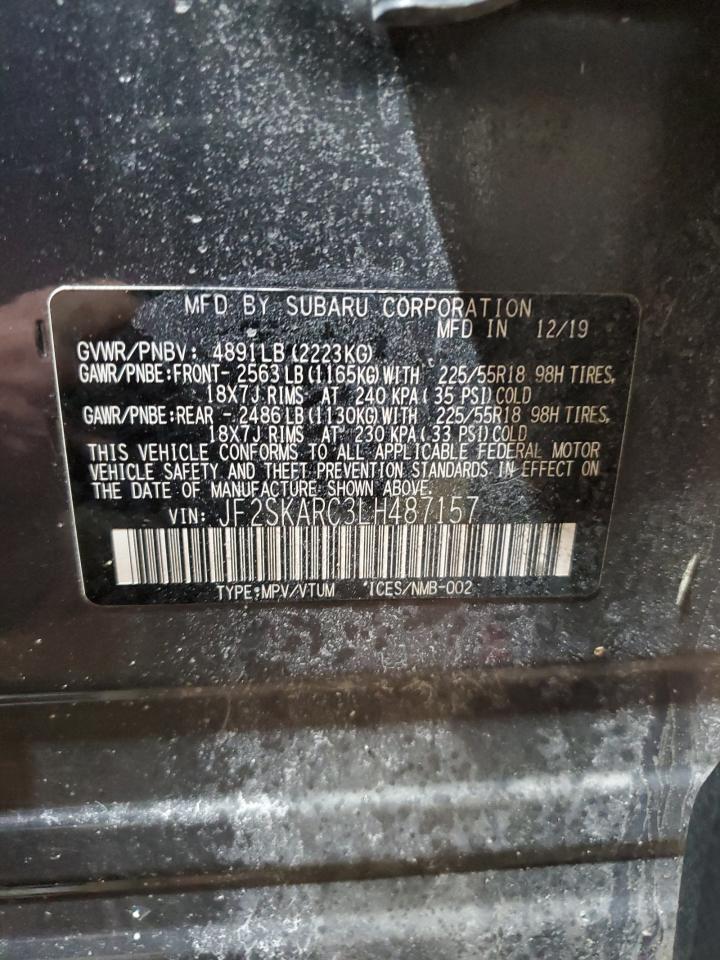 MFD BY SUBARU CORPORATION
MFD IN 12/19
GVWR/PNBV: 4891LB (2223KG)
GAWR/PNBE:FRONT- 2563LB (1165KG) WITH 225/55R18 98H TIRES,
18X7J RIMS AT 240 KPA (35 PSI) COLD
GAWR/PNBE:REAR - 2486LB (1130KG) WITH 225/55R18 98H TIRES,
18X7J RIMS AT 230 KPA (33 PSI) COLD
THIS VEHICLE CONFORMS TO ALL APPLICABLE FEDERAL MOTOR
VEHICLE SAFETY AND THEFT PREVENTION STANDARDS IN EFFECT ON
THE DATE OF MANUFACTURE SHOWN ABOVE.
VIN: JF2SKARC3LH487157
TYPE:MPV/VTUM ICES/NMB-002